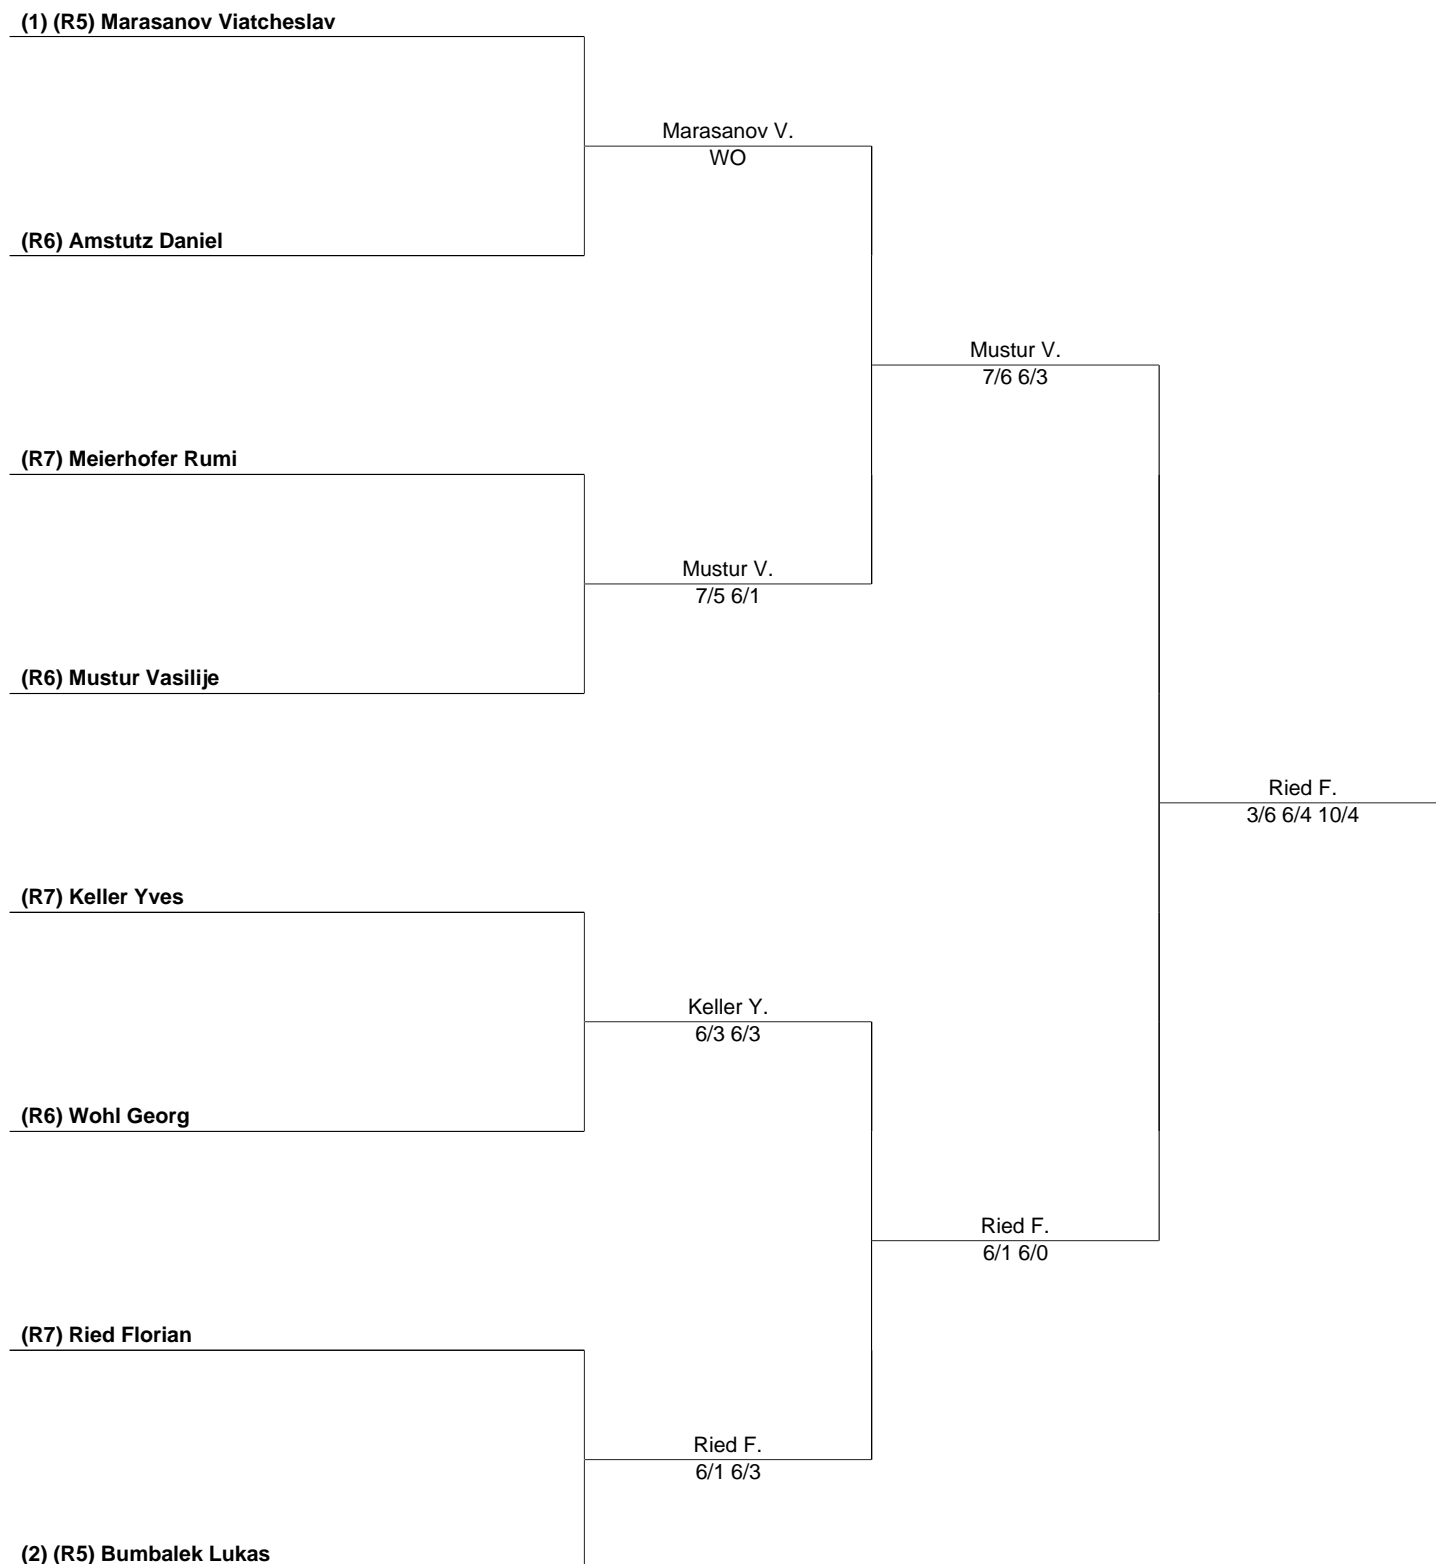 (1) (R5) Marasanov Viatcheslav
Marasanov V.
WO
(R6) Amstutz Daniel
Mustur V.
7/6 6/3
(R7) Meierhofer Rumi
Mustur V.
7/5 6/1
(R6) Mustur Vasilije
Ried F.
3/6 6/4 10/4
(R7) Keller Yves
Keller Y.
6/3 6/3
(R6) Wohl Georg
Ried F.
6/1 6/0
(R7) Ried Florian
Ried F.
6/1 6/3
(2) (R5) Bumbalek Lukas